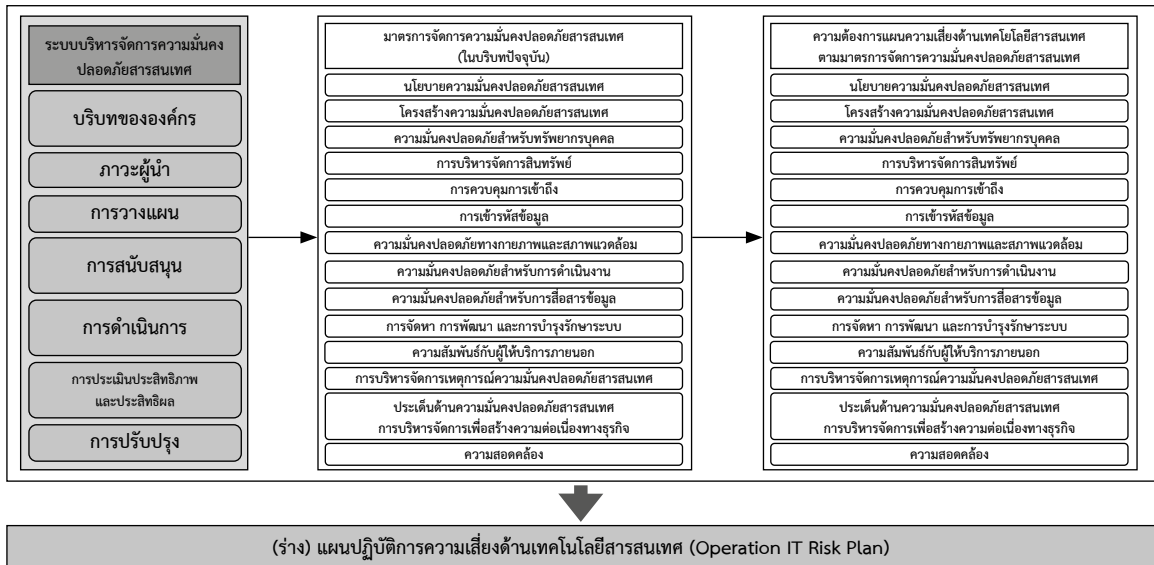 ระบบบริหารจัดการความมั่นคง
ปลอดภัยสารสนเทศ
บริบทขององค์กร
ภาวะผู้นำ
การวางแผน
การสนับสนุน
การดำเนินการ
การประเมินประสิทธิภาพ
และประสิทธิผล
การปรับปรุง
มาตรการจัดการความมั่นคงปลอดภัยสารสนเทศ
(ในบริบทปัจจุบัน)
นโยบายความมั่นคงปลอดภัยสารสนเทศ
โครงสร้างความมั่นคงปลอดภัยสารสนเทศ
ความมั่นคงปลอดภัยสำหรับทรัพยากรบุคคล
การบริหารจัดการสินทรัพย์
การควบคุมการเข้าถึง
การเข้ารหัสข้อมูล
ความมั่นคงปลอดภัยทางกายภาพและสภาพแวดล้อม
ความมั่นคงปลอดภัยสำหรับการดำเนินงาน
ความมั่นคงปลอดภัยสำหรับการสื่อสารข้อมูล
การจัดหา การพัฒนา และการบำรุงรักษาระบบ
ความสัมพันธ์กับผู้ให้บริการภายนอก
การบริหารจัดการเหตุการณ์ความมั่นคงปลอดภัยสารสนเทศ
ประเด็นด้านความมั่นคงปลอดภัยสารสนเทศ
การบริหารจัดการเพื่อสร้างความต่อเนื่องทางธุรกิจ
ความสอดคล้อง
ความต้องการแผนความเสี่ยงด้านเทคโยโลยีสารสนเทศ
ตามมาตรการจัดการความมั่นคงปลอดภัยสารสนเทศ
นโยบายความมั่นคงปลอดภัยสารสนเทศ
โครงสร้างความมั่นคงปลอดภัยสารสนเทศ
ความมั่นคงปลอดภัยสำหรับทรัพยากรบุคคล
การบริหารจัดการสินทรัพย์
การควบคุมการเข้าถึง
การเข้ารหัสข้อมูล
ความมั่นคงปลอดภัยทางกายภาพและสภาพแวดล้อม
ความมั่นคงปลอดภัยสำหรับการดำเนินงาน
ความมั่นคงปลอดภัยสำหรับการสื่อสารข้อมูล
การจัดหา การพัฒนา และการบำรุงรักษาระบบ
ความสัมพันธ์กับผู้ให้บริการภายนอก
การบริหารจัดการเหตุการณ์ความมั่นคงปลอดภัยสารสนเทศ
ประเด็นด้านความมั่นคงปลอดภัยสารสนเทศ
การบริหารจัดการเพื่อสร้างความต่อเนื่องทางธุรกิจ
ความสอดคล้อง
(ร่าง) แผนปฏิบัติการความเสี่ยงด้านเทคโนโลยีสารสนเทศ (Operation IT Risk Plan)